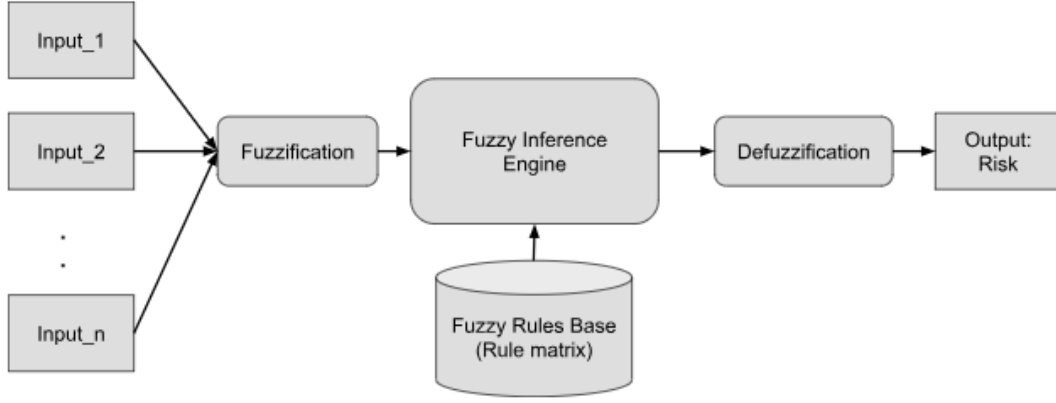 Input_1
Input_2
.
.
Input_n
Fuzzification
Fuzzy Inference
Engine
Fuzzy Rules Base
(Rule matrix)
Defuzzification
Output:
Risk